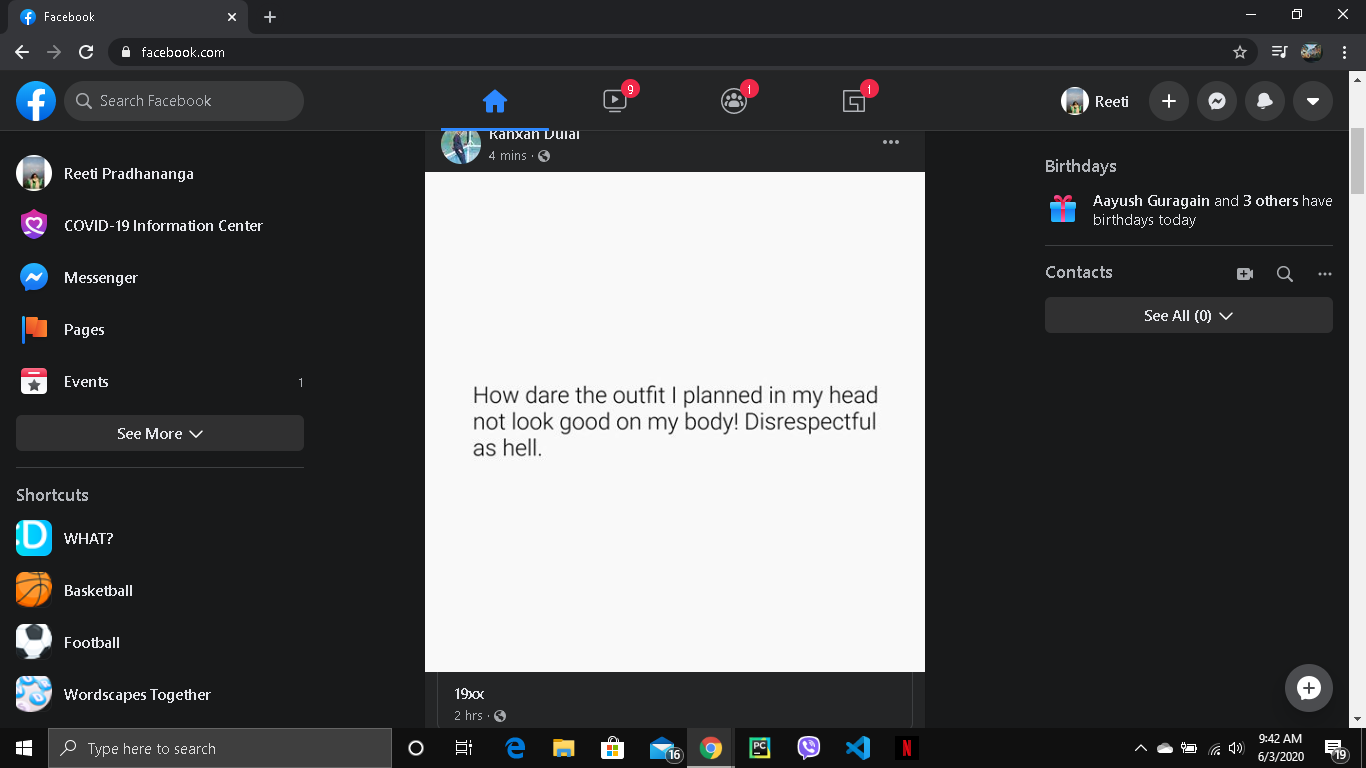 Facebook
facebook.com
Search Facebook
9
1
1
Reeti
Reeti Pradhananga
COVID-19 Information Center
Messenger
Pages
Events
1
See More
Shortcuts
WHAT?
Basketball
Football
Wordscapes Together
4 mins ·
How dare the outfit I planned in my head
not look good on my body! Disrespectful
as hell.
19xx
2 hrs ·
Birthdays
Aayush Guragain and 3 others have
birthdays today
Contacts
See All (0)
Type here to search
16
PC
N
9:42 AM
6/3/2020
19